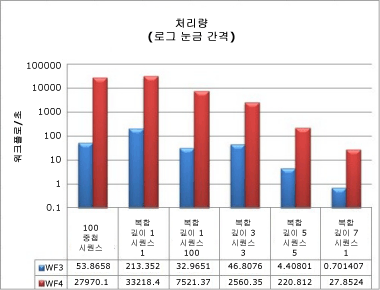 처리량
(로그 눈금 간격)
워크플로/초
100000
10000
1000
100
10
1
0.1
100
중첩
시퀀스
복합
깊이 1
시퀀스
1
복합
깊이 1
시퀀스
100
복합
깊이 3
시퀀스
3
복합
깊이 5
시퀀스
5
복합
깊이 7
시퀀스
1
WF3 53.8658 213.352 32.9651 46.8076 4.40801 0.701407
WF4 27970.1 33218.4 7521.37 2560.35 220.812 27.8524